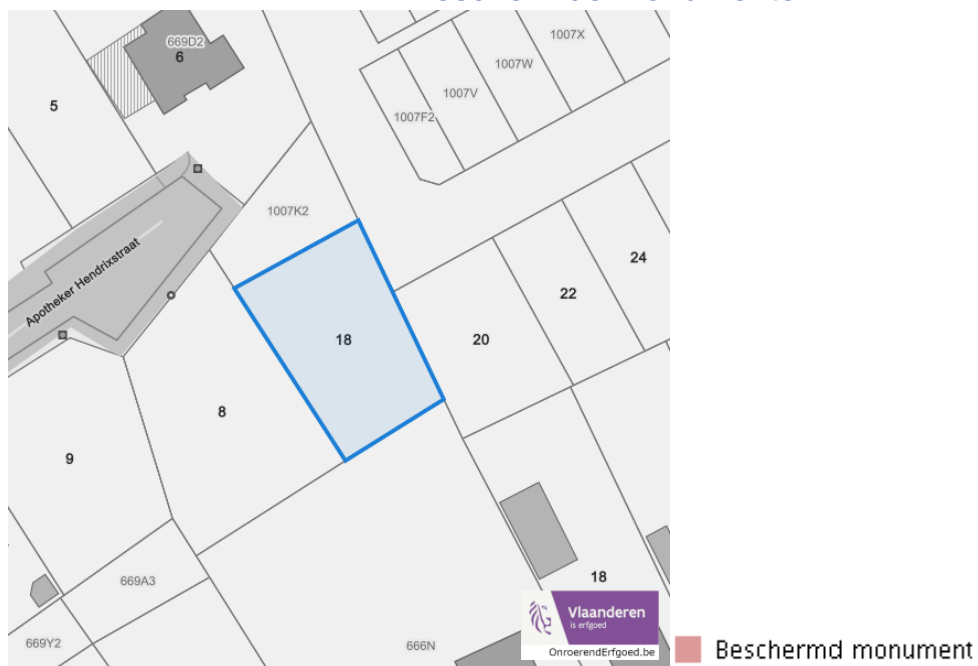 669D2
6
5
1007X
1007W
1007V
1007F2
1007K2
Apotheker Hendrixstraat
24
22
18
20
8
9
18
669A3
669Y2
666N
Vlaanderen
is erfgoed
OnroerendErfgoed.be
Beschermd monument